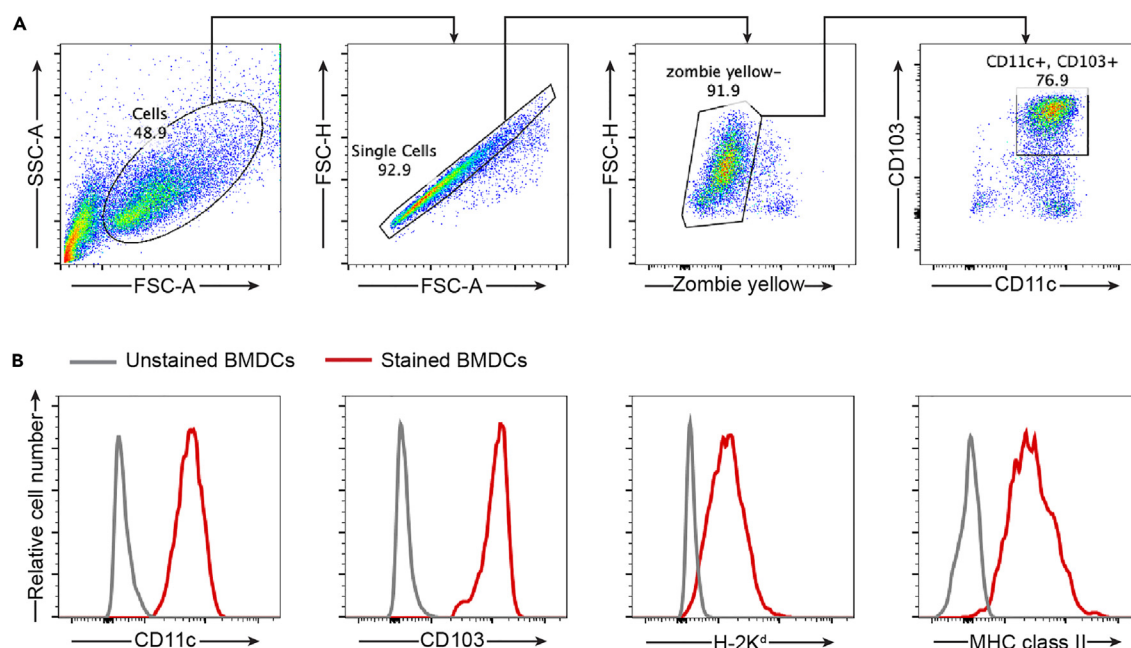 A
Cells
48.9
SSC-A
FSC-A
Single Cells
92.9
FSC-H
FSC-A
zombie yellow-
91.9
FSC-H
Zombie yellow
CD11c+, CD103+
76.9
CD103
CD11c
B
Unstained BMDCs
Stained BMDCs
Relative cell number
CD11c
CD103
H-2Kᵈ
MHC class II